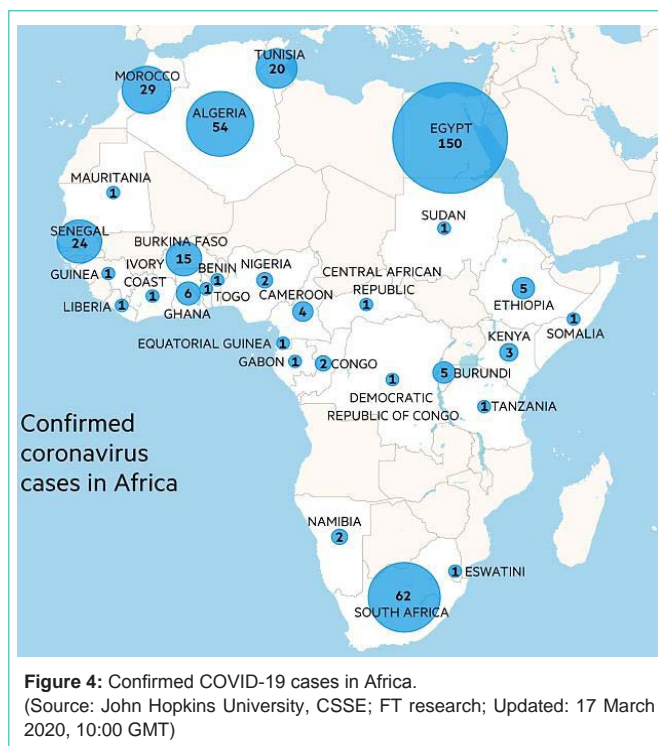 TUNISIA
20
MOROCCO
29
ALGERIA
54
EGYPT
150
MAURITANIA
1
SUDAN
1
SENEGAL
24
BURKINA FASO
15
GUINEA 1
IVORY
COAST
1
BENIN
1
NIGERIA
2
CENTRAL AFRICAN
REPUBLIC
1
5
ETHIOPIA
LIBERIA 1
6
GHANA
1 TOGO
CAMEROON
4
SOMALIA
1
KENYA
3
EQUATORIAL GUINEA 1
GABON 1
2 CONGO
1
DEMOCRATIC
REPUBLIC OF CONGO
5 BURUNDI
1 TANZANIA
Confirmed
coronavirus
cases in Africa
NAMIBIA
2
1 ESWATINI
62
SOUTH AFRICA
Figure 4: Confirmed COVID-19 cases in Africa.
(Source: John Hopkins University, CSSE; FT research; Updated: 17 March
2020, 10:00 GMT)